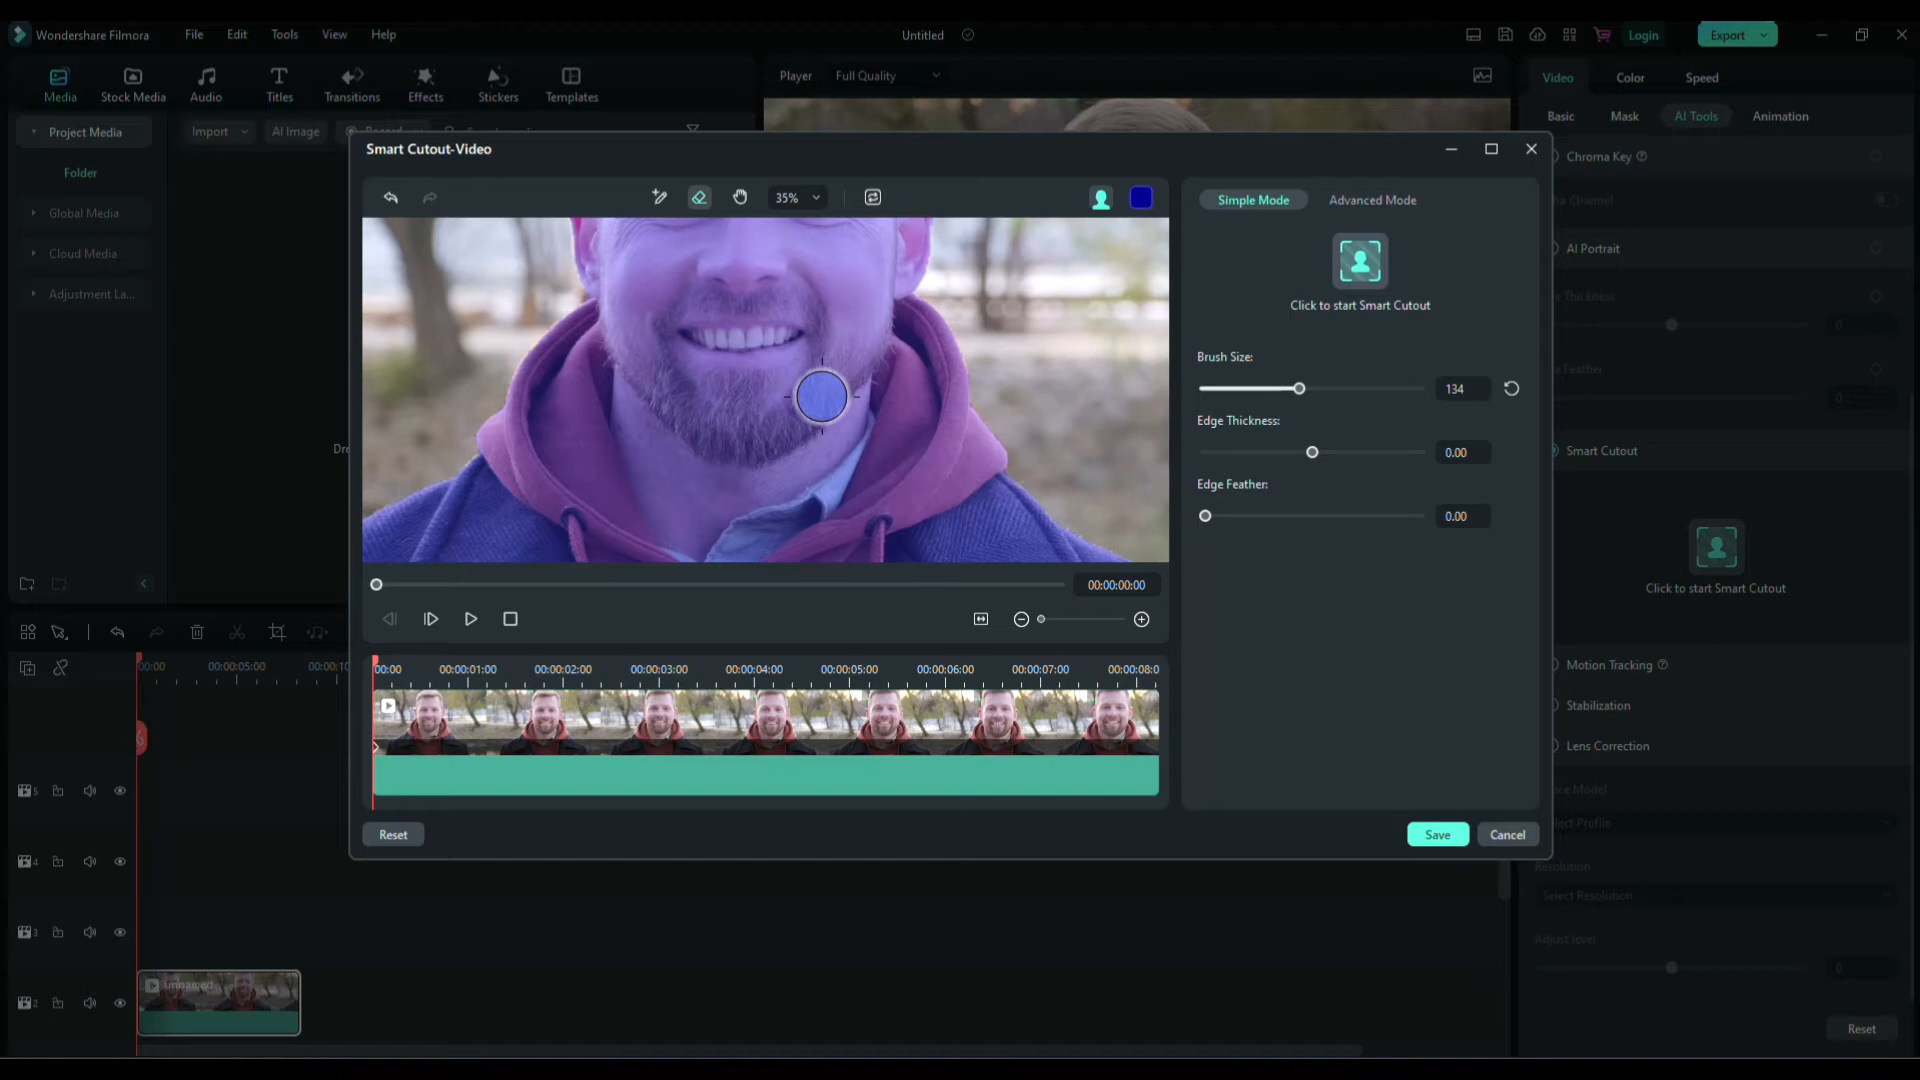 Wondershare Filmora File Edit Tools View Help Untitled Login Export
Media Stock Media Audio Titles Transitions Effects Stickers Templates
Player Full Quality
Video Color Speed
Basic Mask AI Tools Animation
Project Media
Folder
Global Media
Cloud Media
Adjustment La...
Import AI Image Record
Smart Cutout-Video
35%
Simple Mode Advanced Mode
Click to start Smart Cutout
Brush Size:
134
Edge Thickness:
0.00
Edge Feather:
0.00
00:00:00:00
00:00 00:00:01:00 00:00:02:00 00:00:03:00 00:00:04:00 00:00:05:00 00:00:06:00 00:00:07:00 00:00:08:0
Reset Save Cancel
Chroma Key
Channel
AI Portrait
Thickness
0
Feather
0
Smart Cutout
Click to start Smart Cutout
Motion Tracking
Stabilization
Lens Correction
Model
Profile
Resolution
Select Resolution
Adjust level
0
Reset
Dro
00:00 00:00:05:00 00:00:10
5
4
3
2
unnamed